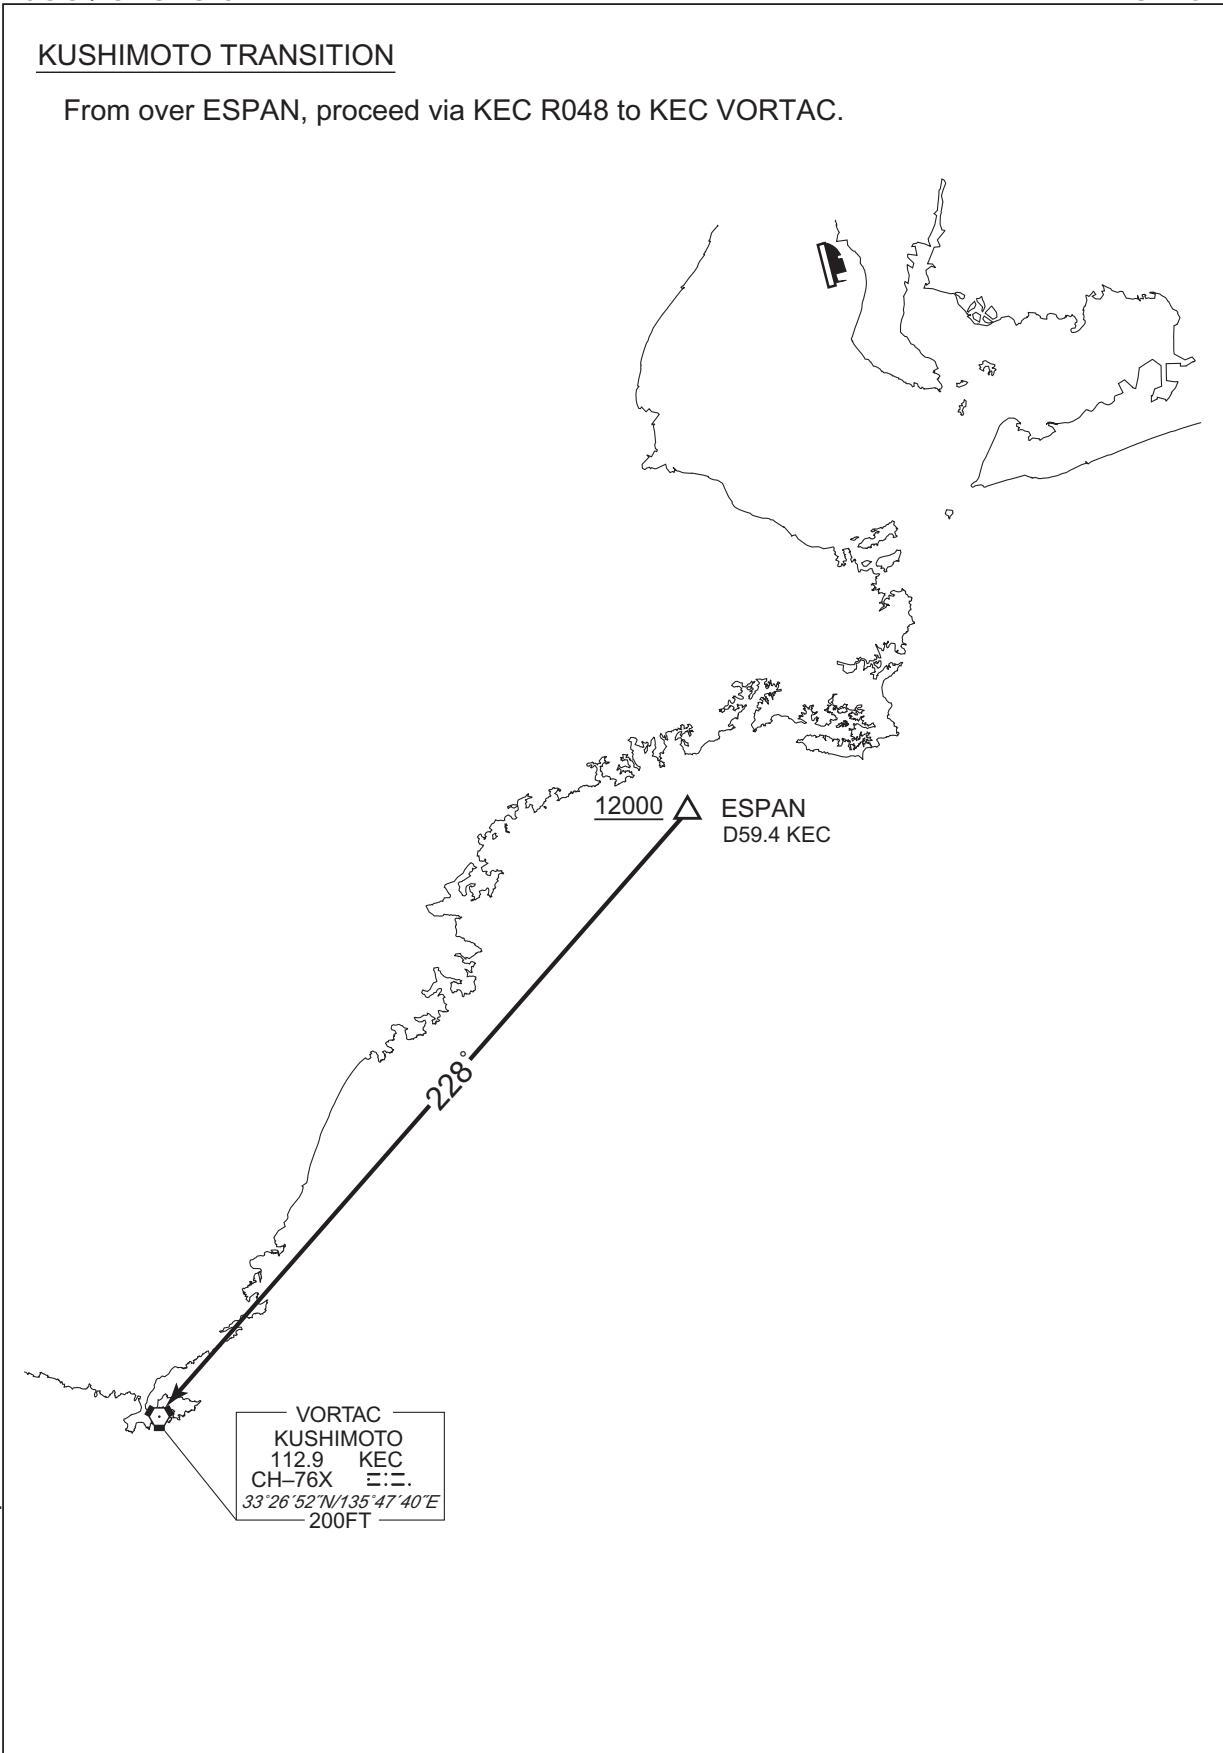 KUSHIMOTO TRANSITION
From over ESPAN, proceed via KEC R048 to KEC VORTAC.
12000
ESPAN
D59.4 KEC
228°
VORTAC
KUSHIMOTO
112.9 KEC
CH–76X
33°26′52″N/135°47′40″E
200FT